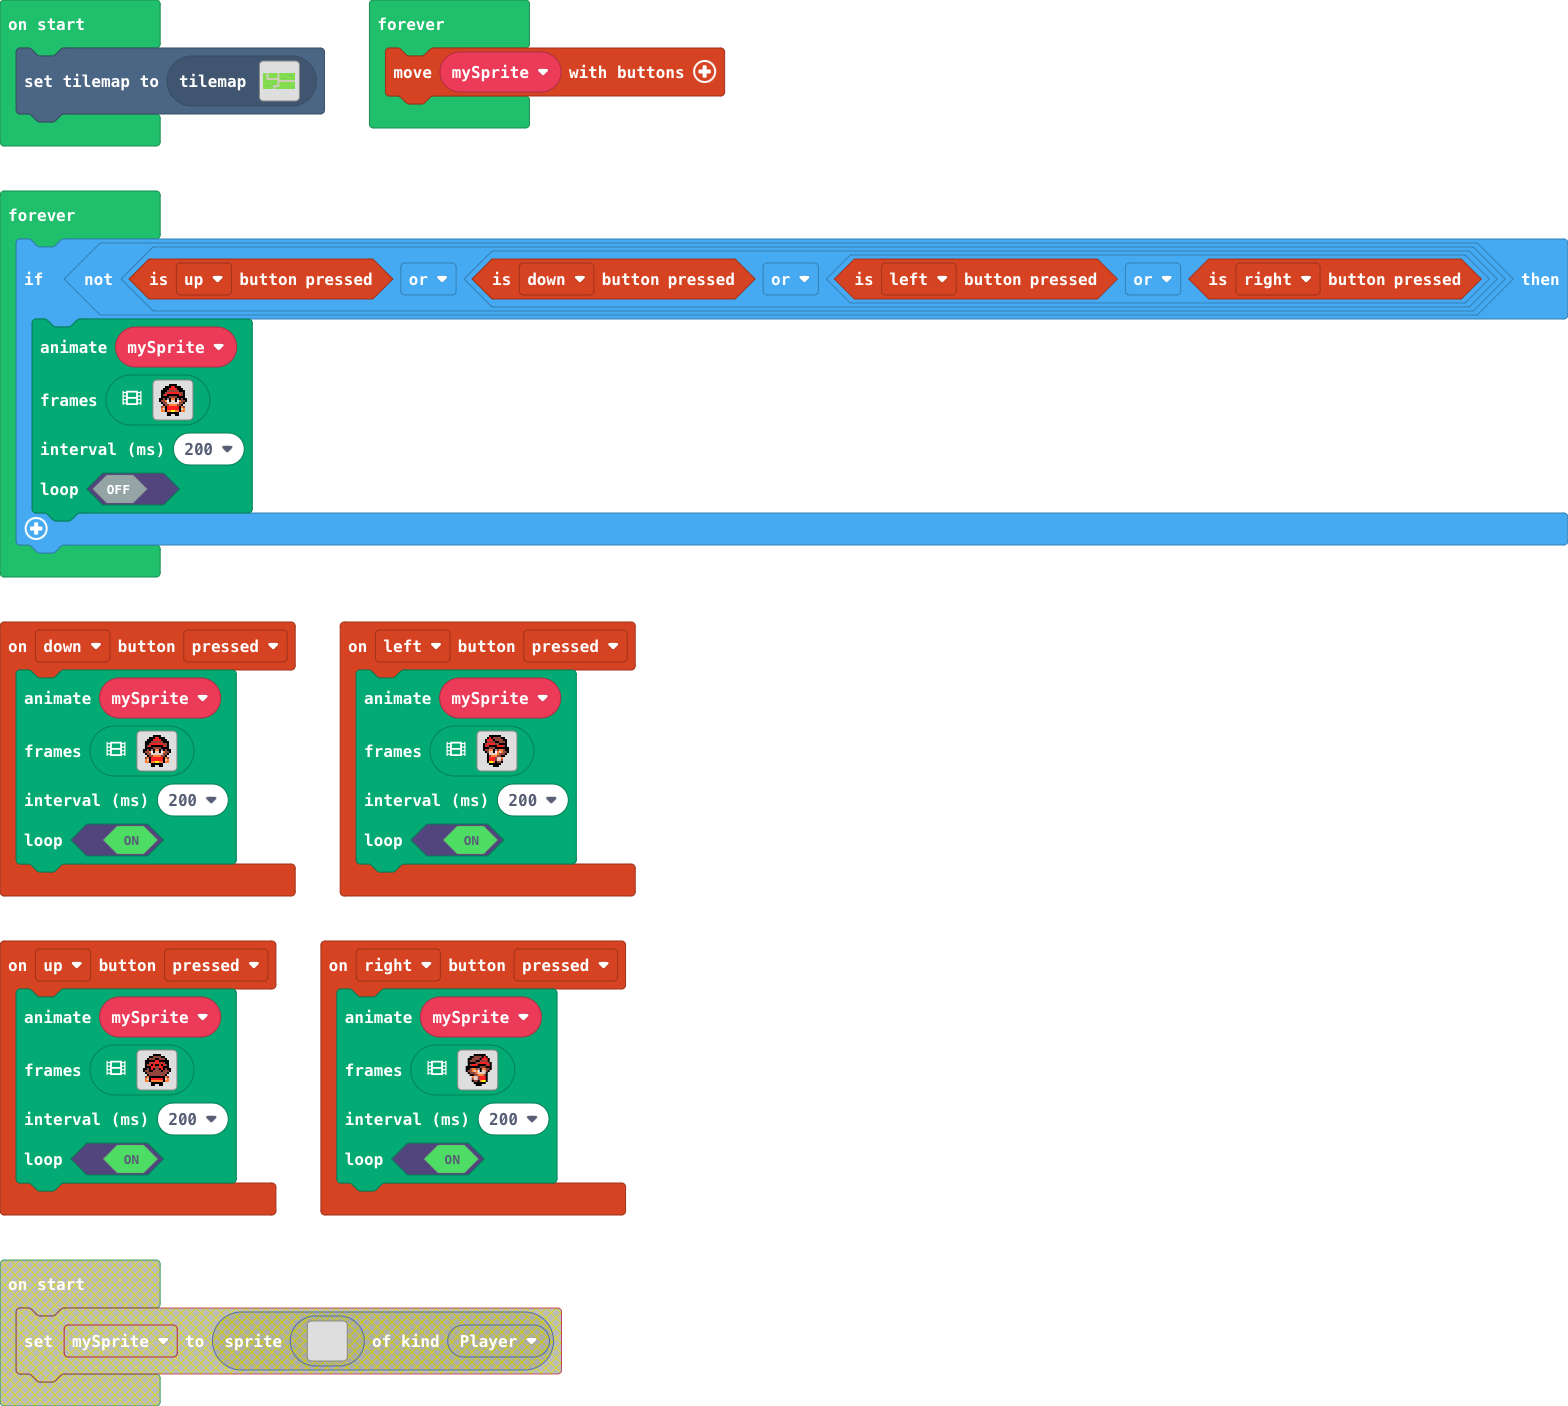 on start
set tilemap to tilemap
forever
move mySprite with buttons
forever
if not is up button pressed or is down button pressed or is left button pressed or is right button pressed then
animate mySprite
frames
interval (ms) 200
loop OFF
on down button pressed
animate mySprite
frames
interval (ms) 200
loop ON
on left button pressed
animate mySprite
frames
interval (ms) 200
loop ON
on up button pressed
animate mySprite
frames
interval (ms) 200
loop ON
on right button pressed
animate mySprite
frames
interval (ms) 200
loop ON
on start
set mySprite to sprite of kind Player